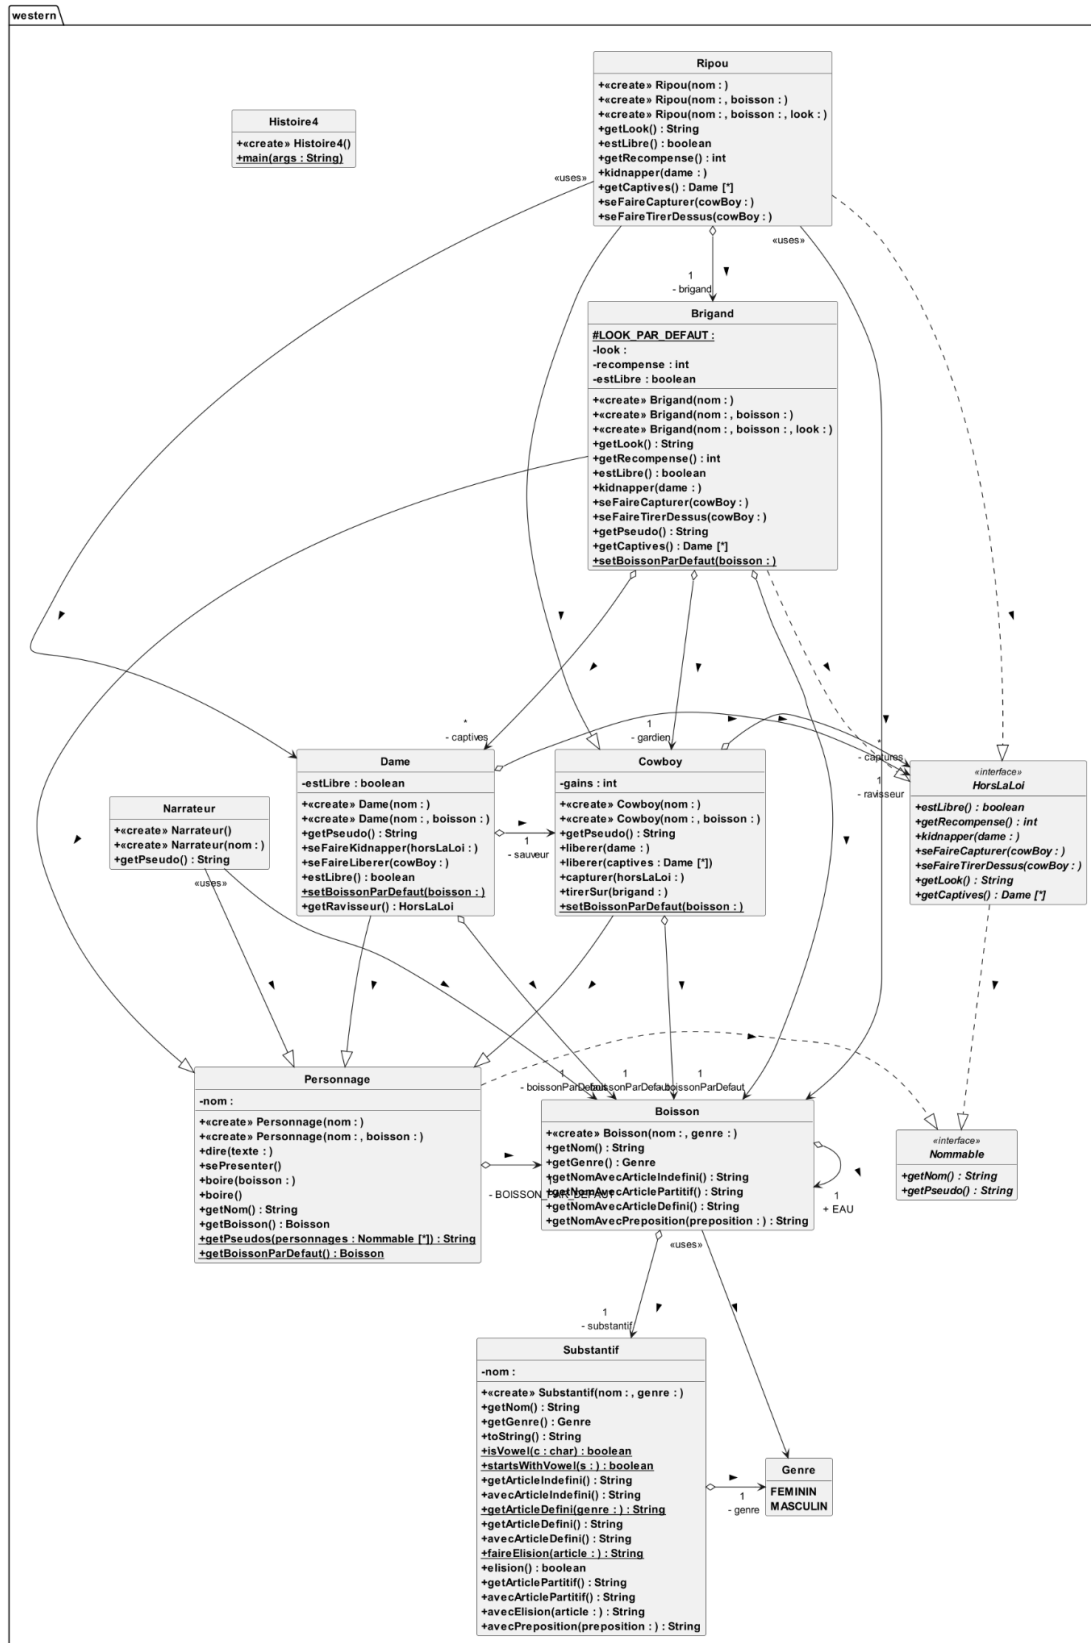 western
Ripou
+«create» Ripou(nom : )
+«create» Ripou(nom : , boisson : )
+«create» Ripou(nom : , boisson : , look : )
+getLook() : String
+estLibre() : boolean
+getRecompense() : int
+kidnapper(dame : )
+getCaptives() : Dame [*]
+seFaireCapturer(cowBoy : )
+seFaireTirerDessus(cowBoy : )
Histoire4
+«create» Histoire4()
+main(args : String)
«uses»
«uses»
1
- brigand
Brigand
#LOOK_PAR_DEFAUT :
-look :
-recompense : int
-estLibre : boolean
+«create» Brigand(nom : )
+«create» Brigand(nom : , boisson : )
+«create» Brigand(nom : , boisson : , look : )
+getLook() : String
+getRecompense() : int
+estLibre() : boolean
+kidnapper(dame : )
+seFaireCapturer(cowBoy : )
+seFaireTirerDessus(cowBoy : )
+getPseudo() : String
+getCaptives() : Dame [*]
+setBoissonParDefaut(boisson : )
*
- captives
1
- gardien
*
- captures
1
- ravisseur
Dame
-estLibre : boolean
+«create» Dame(nom : )
+«create» Dame(nom : , boisson : )
+getPseudo() : String
+seFaireKidnapper(horsLaLoi : )
+seFaireLiberer(cowBoy : )
+estLibre() : boolean
+setBoissonParDefaut(boisson : )
+getRavisseur() : HorsLaLoi
1
- sauveur
Cowboy
-gains : int
+«create» Cowboy(nom : )
+«create» Cowboy(nom : , boisson : )
+getPseudo() : String
+liberer(dame : )
+liberer(captives : Dame [*])
+capturer(horsLaLoi : )
+tirerSur(brigand : )
+setBoissonParDefaut(boisson : )
«interface»
HorsLaLoi
+estLibre() : boolean
+getRecompense() : int
+kidnapper(dame : )
+seFaireCapturer(cowBoy : )
+seFaireTirerDessus(cowBoy : )
+getLook() : String
+getCaptives() : Dame [*]
Narrateur
+«create» Narrateur()
+«create» Narrateur(nom : )
+getPseudo() : String
«uses»
1
- boissonParDefaut
1
- boissonParDefaut
1
- boissonParDefaut
Personnage
-nom :
+«create» Personnage(nom : )
+«create» Personnage(nom : , boisson : )
+dire(texte : )
+sePresenter()
+boire(boisson : )
+boire()
+getNom() : String
+getBoisson() : Boisson
+getPseudos(personnages : Nommable [*]) : String
+getBoissonParDefaut() : Boisson
- BOISSON_PAR_DEFAUT
Boisson
+«create» Boisson(nom : , genre : )
+getNom() : String
+getGenre() : Genre
+getNomAvecArticleIndefini() : String
+getNomAvecArticlePartitif() : String
+getNomAvecArticleDefini() : String
+getNomAvecPreposition(preposition : ) : String
1
+ EAU
«interface»
Nommable
+getNom() : String
+getPseudo() : String
«uses»
1
- substantif
Substantif
-nom :
+«create» Substantif(nom : , genre : )
+getNom() : String
+getGenre() : Genre
+toString() : String
+isVowel(c : char) : boolean
+startsWithVowel(s : ) : boolean
+getArticleIndefini() : String
+avecArticleIndefini() : String
+getArticleDefini(genre : ) : String
+getArticleDefini() : String
+avecArticleDefini() : String
+faireElision(article : ) : String
+elision() : boolean
+getArticlePartitif() : String
+avecArticlePartitif() : String
+avecElision(article : ) : String
+avecPreposition(preposition : ) : String
1
- genre
Genre
FEMININ
MASCULIN